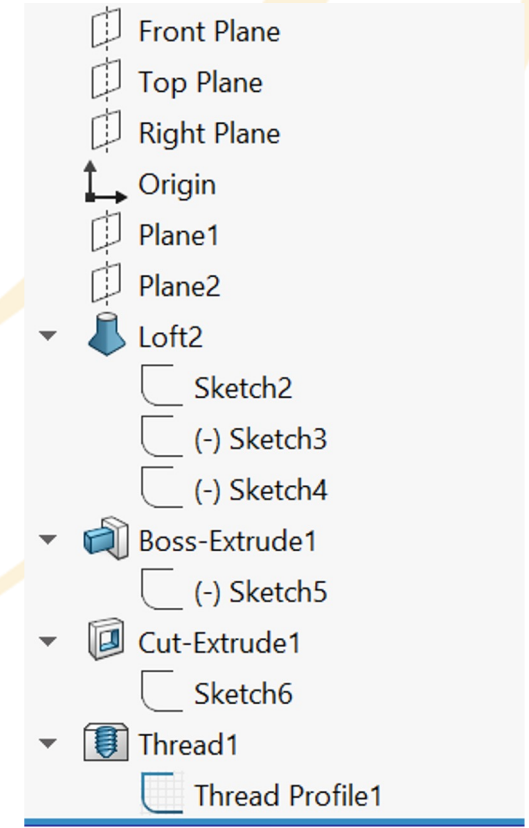 Front Plane
Top Plane
Right Plane
Origin
Plane1
Plane2
Loft2
Sketch2
(-) Sketch3
(-) Sketch4
Boss-Extrude1
(-) Sketch5
Cut-Extrude1
Sketch6
Thread1
Thread Profile1